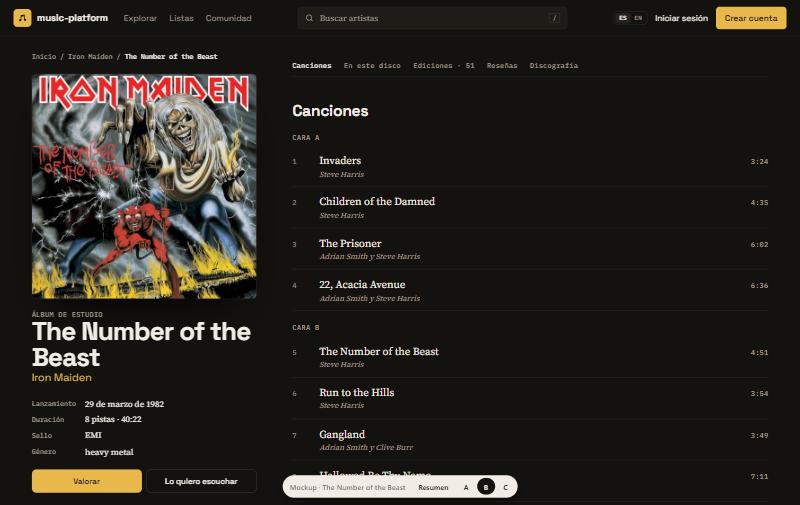 music-platform
Explorar
Listas
Comunidad
Buscar artistas
/
ES EN
Iniciar sesión
Crear cuenta
Inicio / Iron Maiden / The Number of the Beast
IRON MAIDEN
THE NUMBER
OF THE BEAST
ÁLBUM DE ESTUDIO
The Number of the
Beast
Iron Maiden
Lanzamiento 29 de marzo de 1982
Duración 8 pistas · 40:22
Sello EMI
Género heavy metal
Valorar
Lo quiero escuchar
Canciones
En este disco
Ediciones · 51
Reseñas
Discografía
Canciones
CARA A
1 Invaders 3:24
Steve Harris
2 Children of the Damned 4:35
Steve Harris
3 The Prisoner 6:02
Adrian Smith y Steve Harris
4 22, Acacia Avenue 6:36
Adrian Smith y Steve Harris
CARA B
5 The Number of the Beast 4:51
Steve Harris
6 Run to the Hills 3:54
Steve Harris
7 Gangland 3:49
Adrian Smith y Clive Burr
Hallowed Be Thy Name 7:11
Mockup · The Number of the Beast Resumen A B C